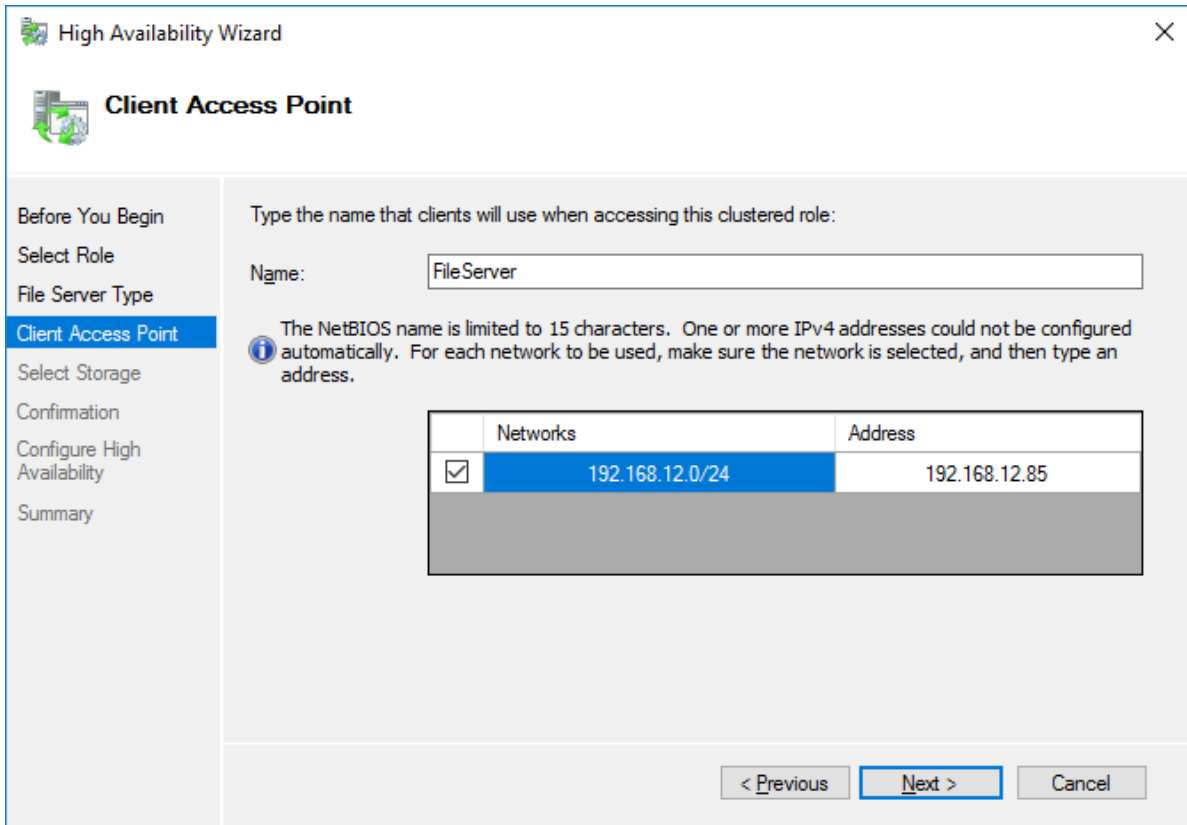 High Availability Wizard
Client Access Point
Before You Begin
Select Role
File Server Type
Client Access Point
Select Storage
Confirmation
Configure High
Availability
Summary
Type the name that clients will use when accessing this clustered role:
Name:
FileServer
The NetBIOS name is limited to 15 characters. One or more IPv4 addresses could not be configured
automatically. For each network to be used, make sure the network is selected, and then type an
address.
Networks Address
192.168.12.0/24 192.168.12.85
< Previous Next > Cancel